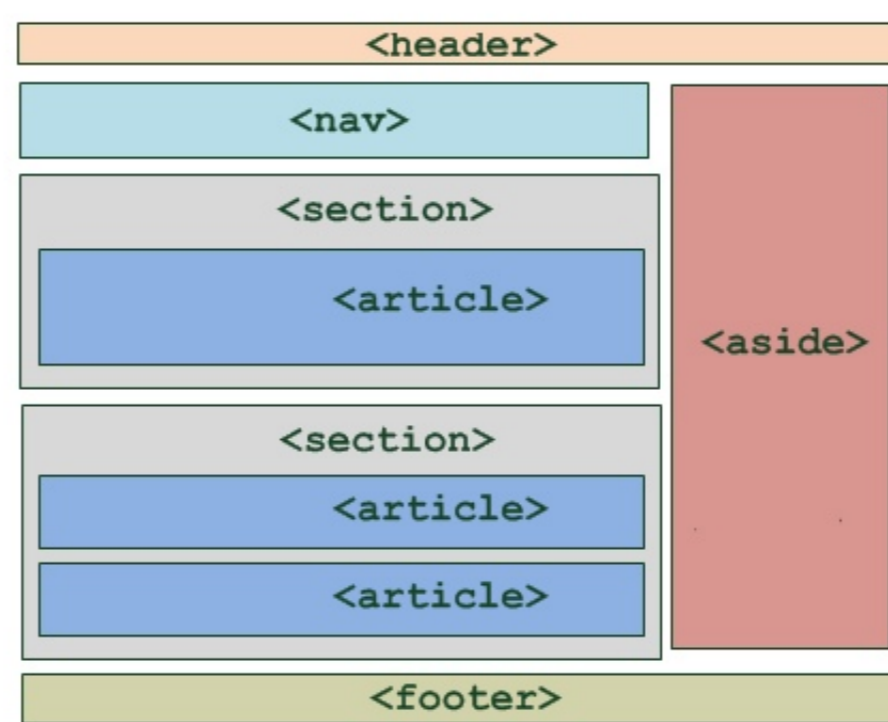 <header>
<nav>
<section>
<article>
<aside>
<section>
<article>
<article>
<footer>